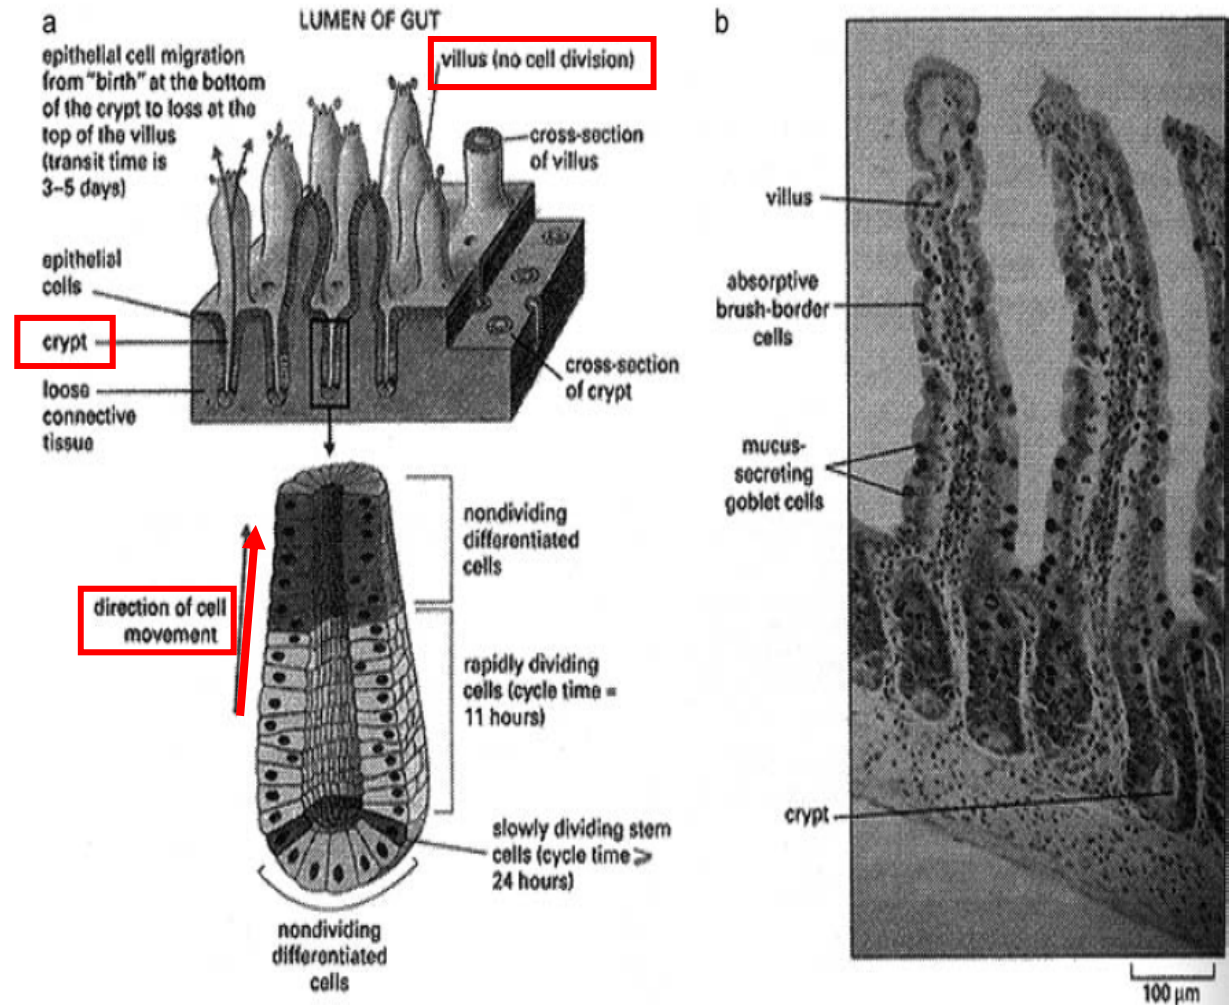 a
LUMEN OF GUT
epithelial cell migration
from "birth" at the bottom
of the crypt to loss at the
top of the villus
(transit time is
3–5 days)
villus (no cell division)
cross-section
of villus
epithelial
cells
crypt
loose
connective
tissue
cross-section
of crypt
nondividing
differentiated
cells
direction of cell
movement
rapidly dividing
cells (cycle time =
11 hours)
slowly dividing stem
cells (cycle time ⩾
24 hours)
nondividing
differentiated
cells
b
villus
absorptive
brush-border
cells
mucus-
secreting
goblet cells
crypt
100 µm